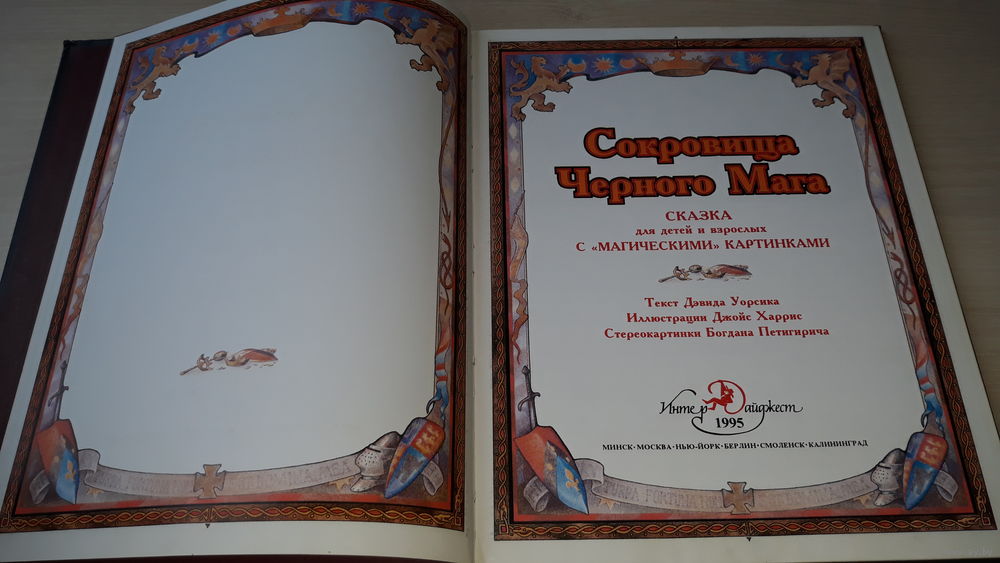 Сокровища
Черного Мага
СКАЗКА
для детей и взрослых
С «МАГИЧЕСКИМИ» КАРТИНКАМИ
Текст Дэвида Уорсика
Иллюстрации Джойс Харрис
Стереокартинки Богдана Петигирича
Интер Дайджест
1995
МИНСК·МОСКВА·НЬЮ-ЙОРК·БЕРЛИН·СМОЛЕНСК·КАЛИНИНГРАД